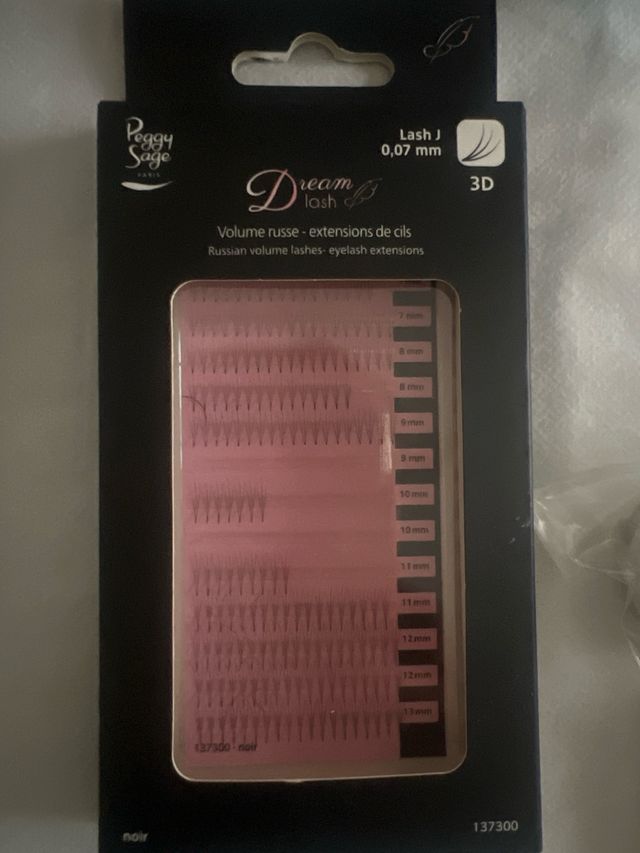 Peggy
Sage
PARIS
Lash J
0,07 mm
3D
Dream
lash
Volume russe - extensions de cils
Russian volume lashes- eyelash extensions
7 mm
8 mm
8 mm
9 mm
9 mm
10 mm
10 mm
11 mm
11 mm
12 mm
12 mm
13 mm
137300 - noir
noir
137300